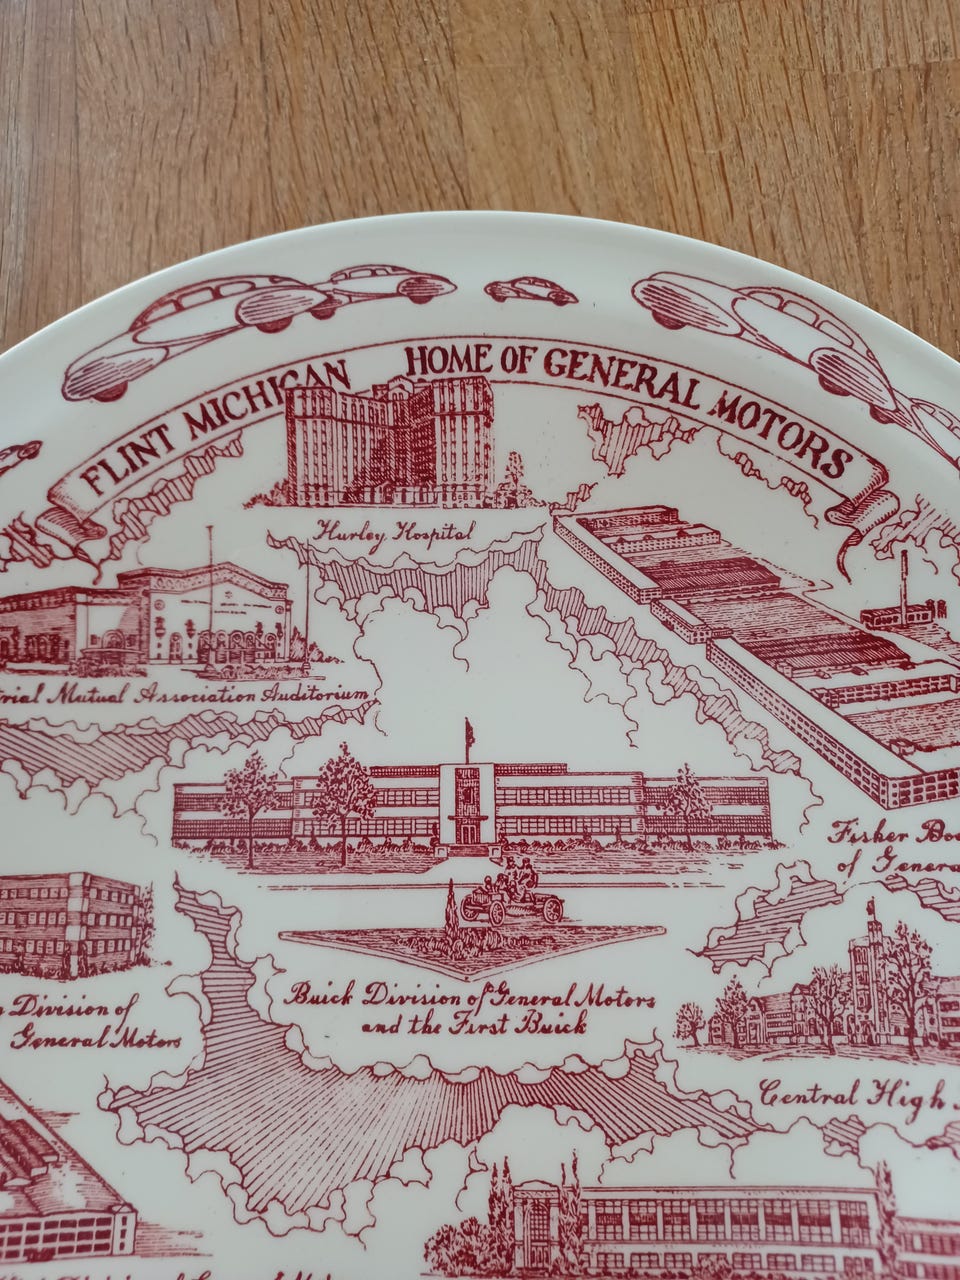 FLINT MICHIGAN HOME OF GENERAL MOTORS
Hurley Hospital
Mutual Association Auditorium
Fisher
of
Division of
General Motors
Buick Division of General Motors
and the First Buick
Central High